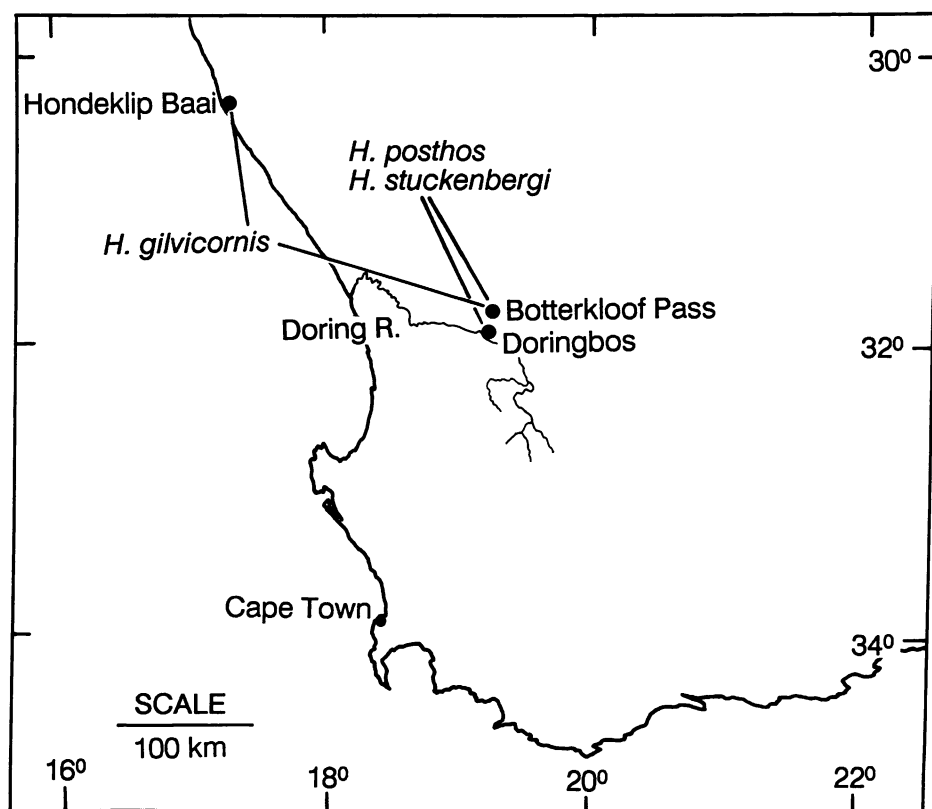 30⁰
Hondeklip Baai
H. posthos
H. stuckenbergi
H. gilvicornis
Botterkloof Pass
Doring R.
Doringbos
32⁰
Cape Town
34⁰
SCALE
100 km
16⁰
18⁰
20⁰
22⁰